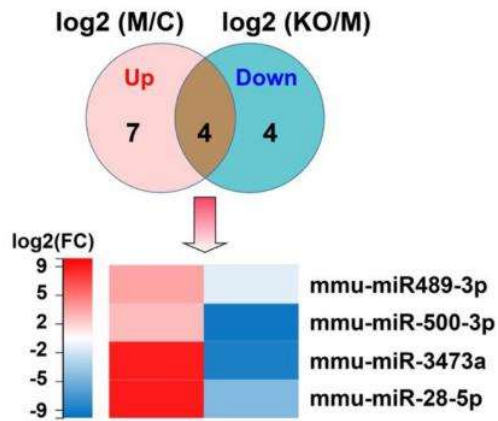 log2 (M/C) log2 (KO/M)
Up Down
7 4 4
log2(FC)
9
5
2
-2
-5
-9
mmu-miR489-3p
mmu-miR-500-3p
mmu-miR-3473a
mmu-miR-28-5p